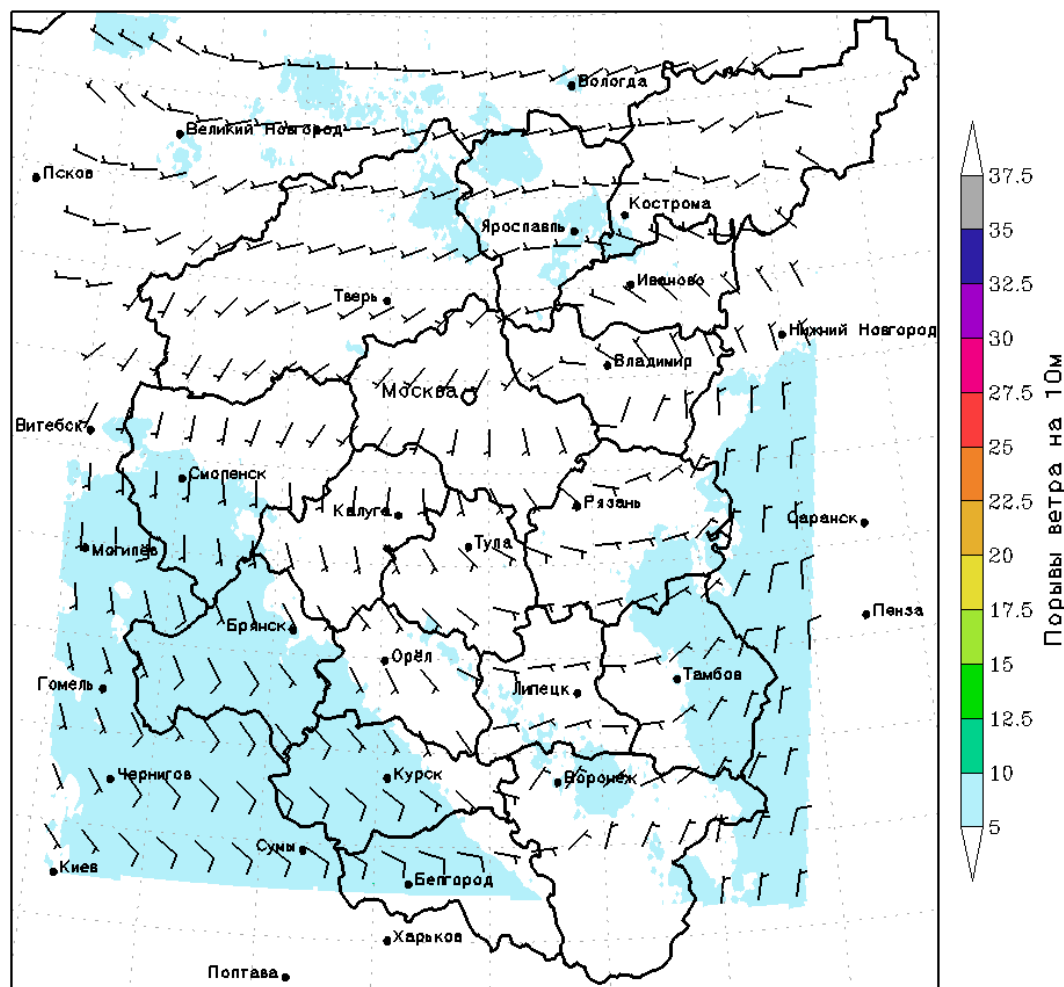 Вологда
Великий Новгород
Псков
Кострома
Ярославль
Иваново
Тверь
Нижний Новгород
Владимир
Москва
Витебск
Смоленск
Рязань
Калуга
Саранск
Могилёв
Тула
Пенза
Брянск
Орёл
Гомель
Липецк
Тамбов
Чернигов
Курск
Воронеж
Сумы
Киев
Белгород
Харьков
Полтава
37.5
35
32.5
30
27.5
25
22.5
20
17.5
15
12.5
10
5
Порывы ветра на 10м